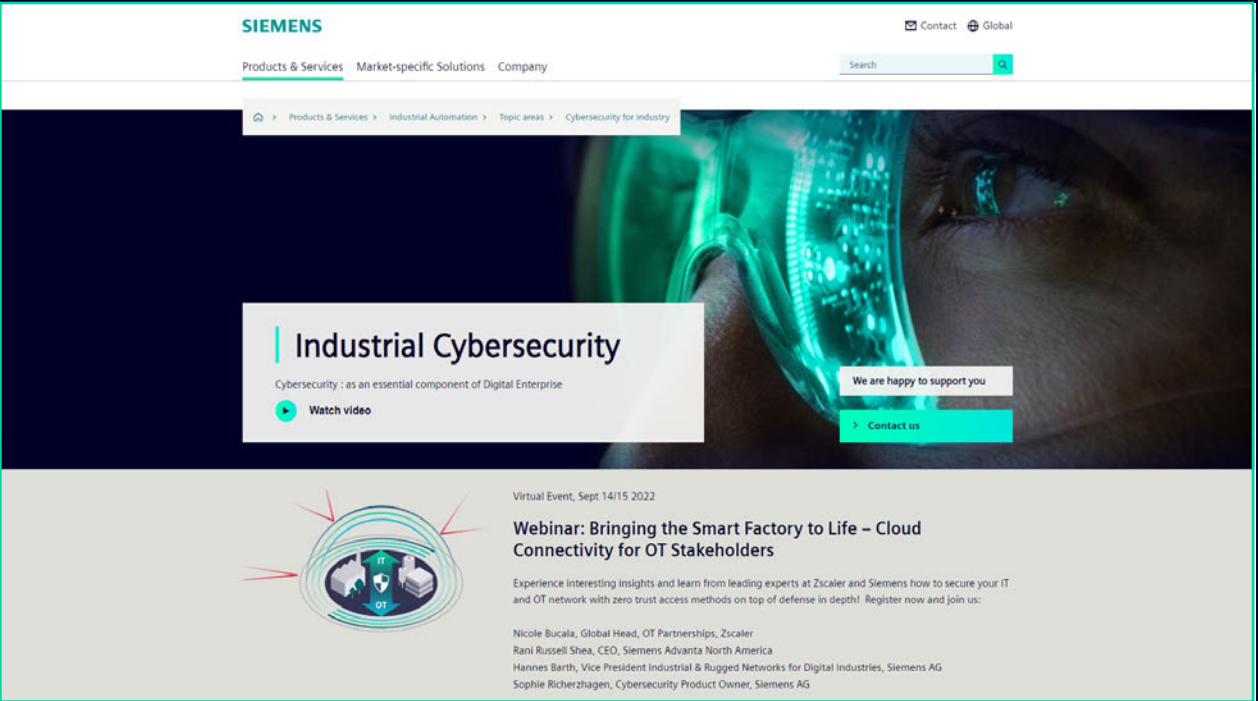 SIEMENS
Contact Global
Products & Services Market-specific Solutions Company
Search
Products & Services > Industrial Automation > Topic areas > Cybersecurity for Industry
Industrial Cybersecurity
Cybersecurity : as an essential component of Digital Enterprise
Watch video
We are happy to support you
> Contact us
IT
OT
Virtual Event, Sept 14/15 2022
Webinar: Bringing the Smart Factory to Life – Cloud
Connectivity for OT Stakeholders
Experience interesting insights and learn from leading experts at Zscaler and Siemens how to secure your IT
and OT network with zero trust access methods on top of defense in depth! Register now and join us:
Nicole Bucala, Global Head, OT Partnerships, Zscaler
Rani Russell Shea, CEO, Siemens Advanta North America
Hannes Barth, Vice President Industrial & Rugged Networks for Digital Industries, Siemens AG
Sophie Richerzhagen, Cybersecurity Product Owner, Siemens AG